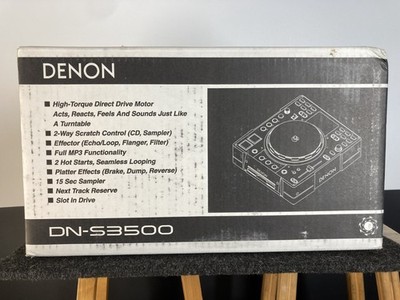 DENON
■ High-Torque Direct Drive Motor
Acts, Reacts, Feels And Sounds Just Like
A Turntable
■ 2-Way Scratch Control (CD, Sampler)
■ Effector (Echo/Loop, Flanger, Filter)
■ Full MP3 Functionality
■ 2 Hot Starts, Seamless Looping
■ Platter Effects (Brake, Dump, Reverse)
■ 15 Sec Sampler
■ Next Track Reserve
■ Slot In Drive
DN-S3500